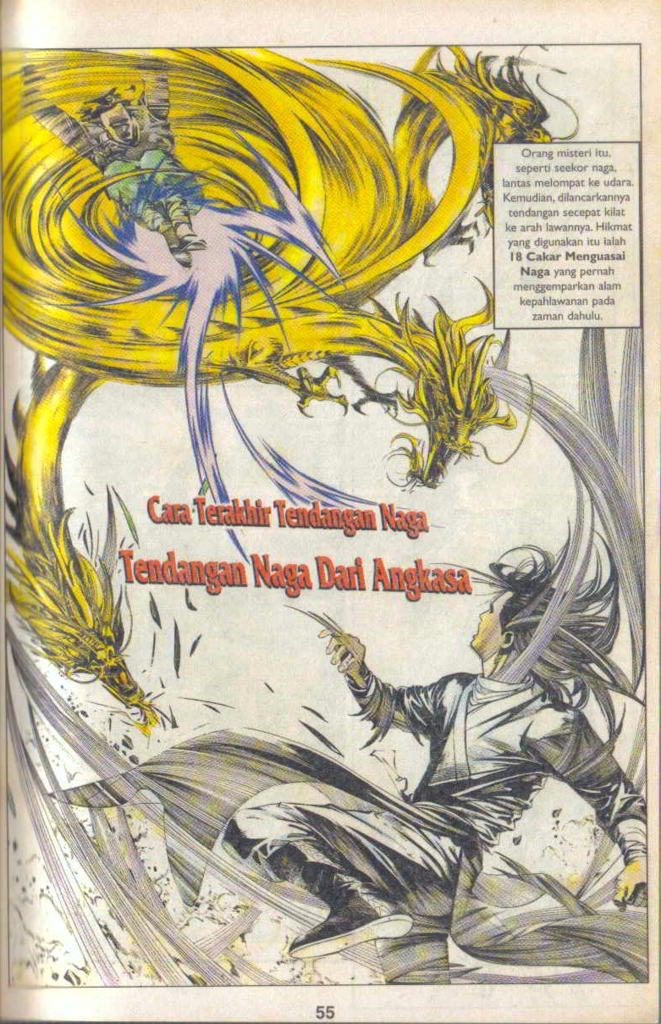 Orang misteri itu,
seperti seekor naga,
lantas melompat ke udara.
Kemudian, dilancarkannya
tendangan secepat kilat
ke arah lawannya. Hikmat
yang digunakan itu ialah
18 Cakar Menguasai
Naga yang pernah
menggemparkan alam
kepahlawanan pada
zaman dahulu.
Cara Terakhir Tendangan Naga
Tendangan Naga Dari Angkasa
55